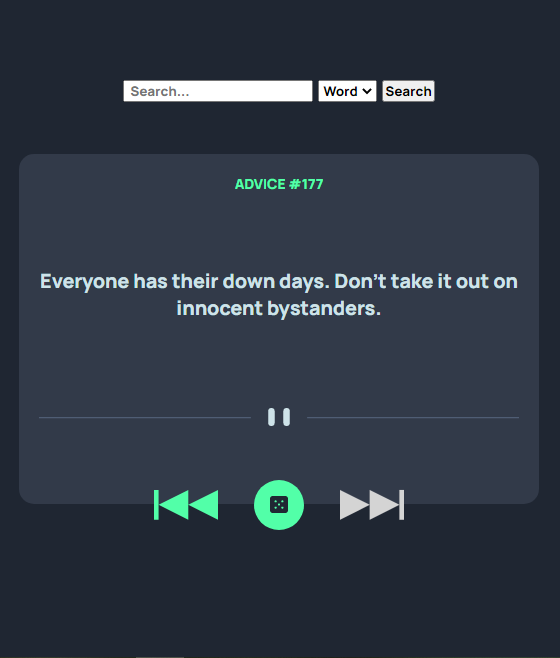 Search... Word Search
ADVICE #177
Everyone has their down days. Don't take it out on
innocent bystanders.